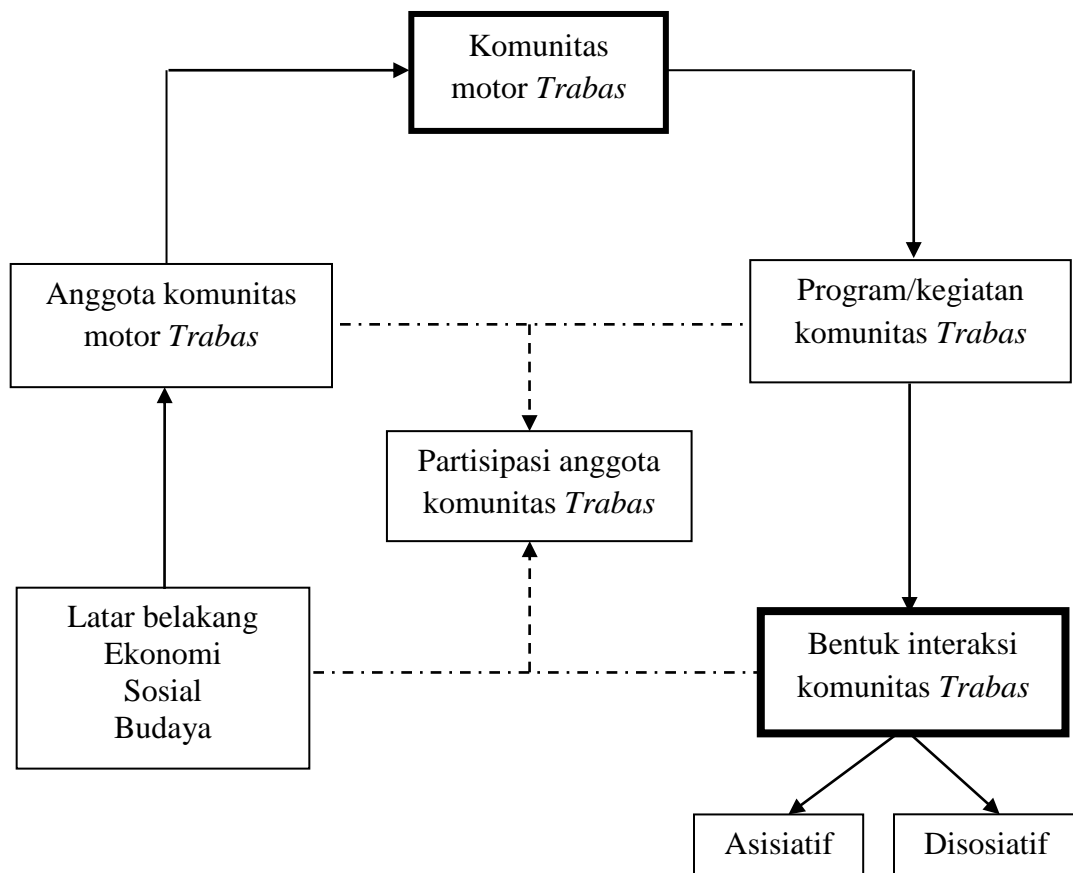 Komunitas
motor Trabas
Anggota komunitas
motor Trabas
Program/kegiatan
komunitas Trabas
Partisipasi anggota
komunitas Trabas
Latar belakang
Ekonomi
Sosial
Budaya
Bentuk interaksi
komunitas Trabas
Asisiatif
Disosiatif